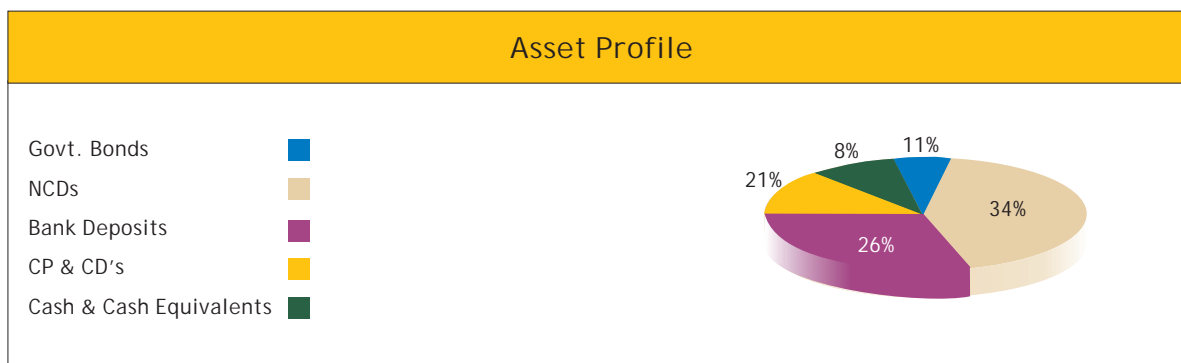 Asset Profile
Govt. Bonds
NCDs
Bank Deposits
CP & CD's
Cash & Cash Equivalents
11%
8%
21%
34%
26%